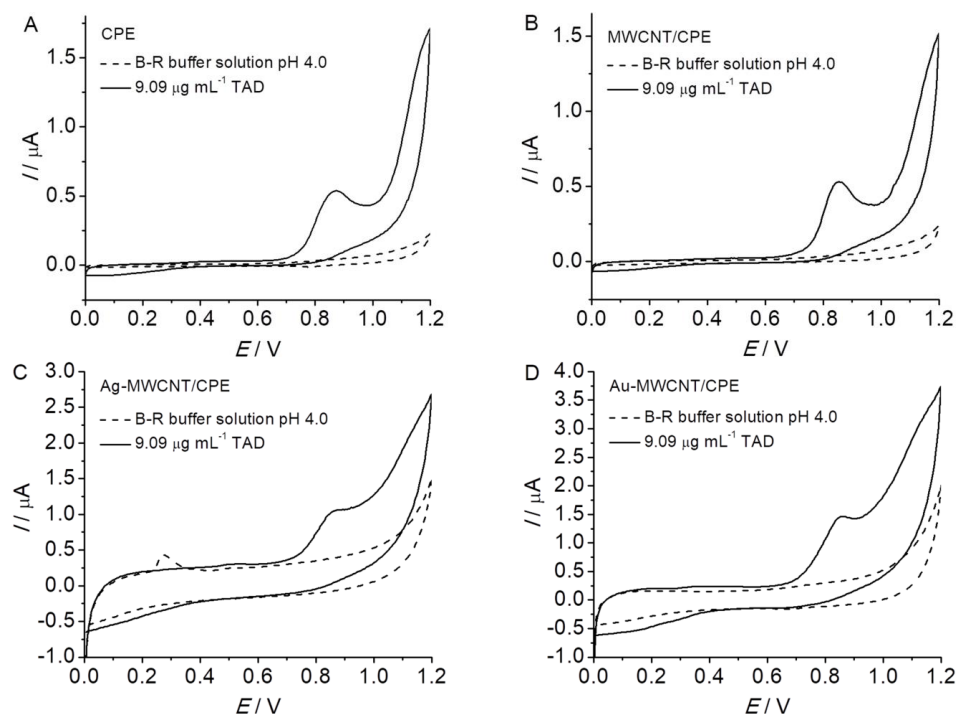 A
CPE
B-R buffer solution pH 4.0
9.09 μg mL⁻¹ TAD
I / μA
1.5
1.0
0.5
0.0
0.0 0.2 0.4 0.6 0.8 1.0 1.2
E / V
B
MWCNT/CPE
B-R buffer solution pH 4.0
9.09 μg mL⁻¹ TAD
I / μA
1.5
1.0
0.5
0.0
0.0 0.2 0.4 0.6 0.8 1.0 1.2
E / V
C
Ag-MWCNT/CPE
B-R buffer solution pH 4.0
9.09 μg mL⁻¹ TAD
I / μA
3.0
2.5
2.0
1.5
1.0
0.5
0.0
-0.5
-1.0
0.0 0.2 0.4 0.6 0.8 1.0 1.2
E / V
D
Au-MWCNT/CPE
B-R buffer solution pH 4.0
9.09 μg mL⁻¹ TAD
I / μA
4.0
3.5
3.0
2.5
2.0
1.5
1.0
0.5
0.0
-0.5
-1.0
0.0 0.2 0.4 0.6 0.8 1.0 1.2
E / V